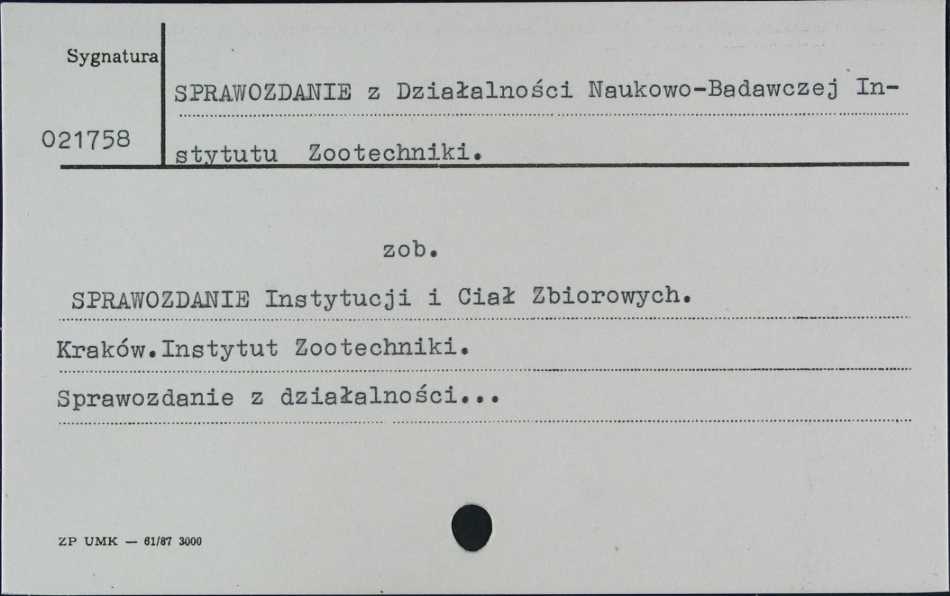 Sygnatura
SPRAWOZDANIE z Działalności Naukowo-Badawczej In-
021758
stytutu Zootechniki.
zob.
SPRAWOZDANIE Instytucji i Ciał Zbiorowych.
Kraków.Instytut Zootechniki.
Sprawozdanie z działalności...
ZP UMK — 61/87 3000